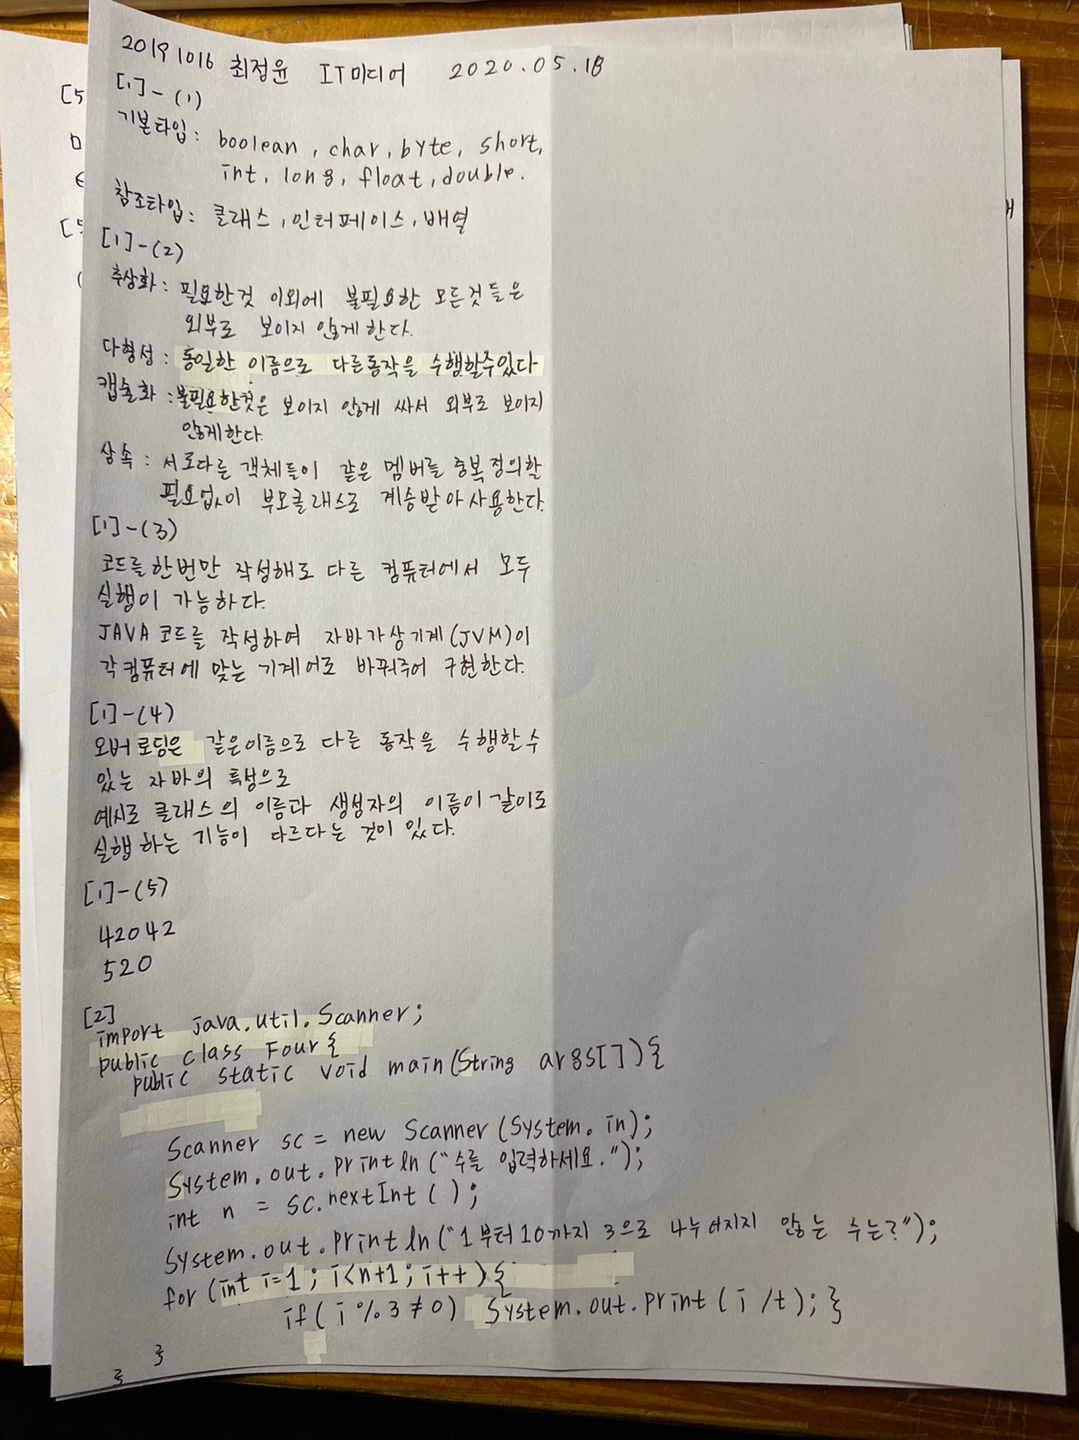 20191016 최정윤 IT미디어 2020.05.18
[1]-(1)
기본타입: boolean, char, byte, short,
int, long, float, double.
참조타입: 클래스, 인터페이스, 배열
[1]-(2)
추상화: 필요한것 이외에 불필요한 모든것들은
외부로 보이지 않게한다.
다형성: 동일한 이름으로 다른동작을 수행할수있다
캡슐화: 불필요한것은 보이지 않게 싸서 외부로 보이지
않게한다.
상속: 서로다른 객체들이 같은 멤버를 중복정의할
필요없이 부모클래스로 계승받아사용한다.
[1]-(3)
코드를한번만 작성해도 다른 컴퓨터에서 모두
실행이 가능하다.
JAVA코드를 작성하여 자바가상기계(JVM)이
각컴퓨터에 맞는 기계어로 바꿔주어 구현한다.
[1]-(4)
오버로딩은 같은이름으로 다른 동작을 수행할수
있는 자바의 특성으로
예시로 클래스의 이름과 생성자의 이름이 같이도
실행하는 기능이 다르다는 것이 있다.
[1]-(5)
42042
520
[2]
import java.util.Scanner;
public class Four{
public static void main(String args[]){
Scanner sc = new Scanner(System.in);
System.out.println("수를 입력하세요.");
int n = sc.nextInt();
System.out.println("1부터10까지 3으로 나누어지지 않는 수는?");
for (int i=1; i<n+1; i++){
if(i%3≠0) System.out.print(i/t);}
}
}
[5
[5